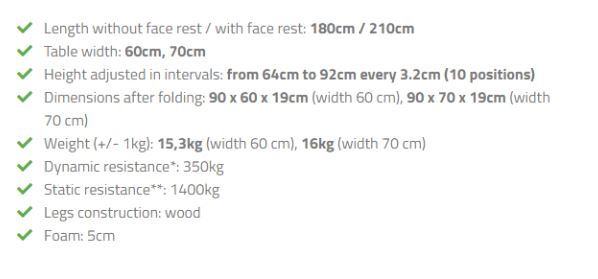 Length without face rest / with face rest: 180cm / 210cm
Table width: 60cm, 70cm
Height adjusted in intervals: from 64cm to 92cm every 3.2cm (10 positions)
Dimensions after folding: 90 x 60 x 19cm (width 60 cm), 90 x 70 x 19cm (width
70 cm)
Weight (+/- 1kg): 15,3kg (width 60 cm), 16kg (width 70 cm)
Dynamic resistance*: 350kg
Static resistance**: 1400kg
Legs construction: wood
Foam: 5cm